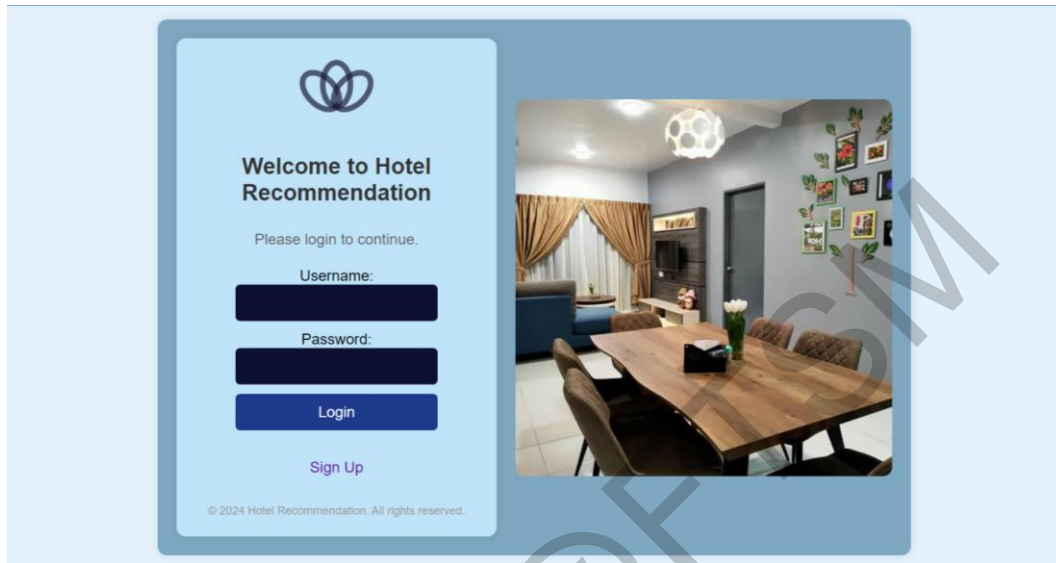 Welcome to Hotel
Recommendation
Please login to continue.
Username:
Password:
Login
Sign Up
© 2024 Hotel Recommendation. All rights reserved.